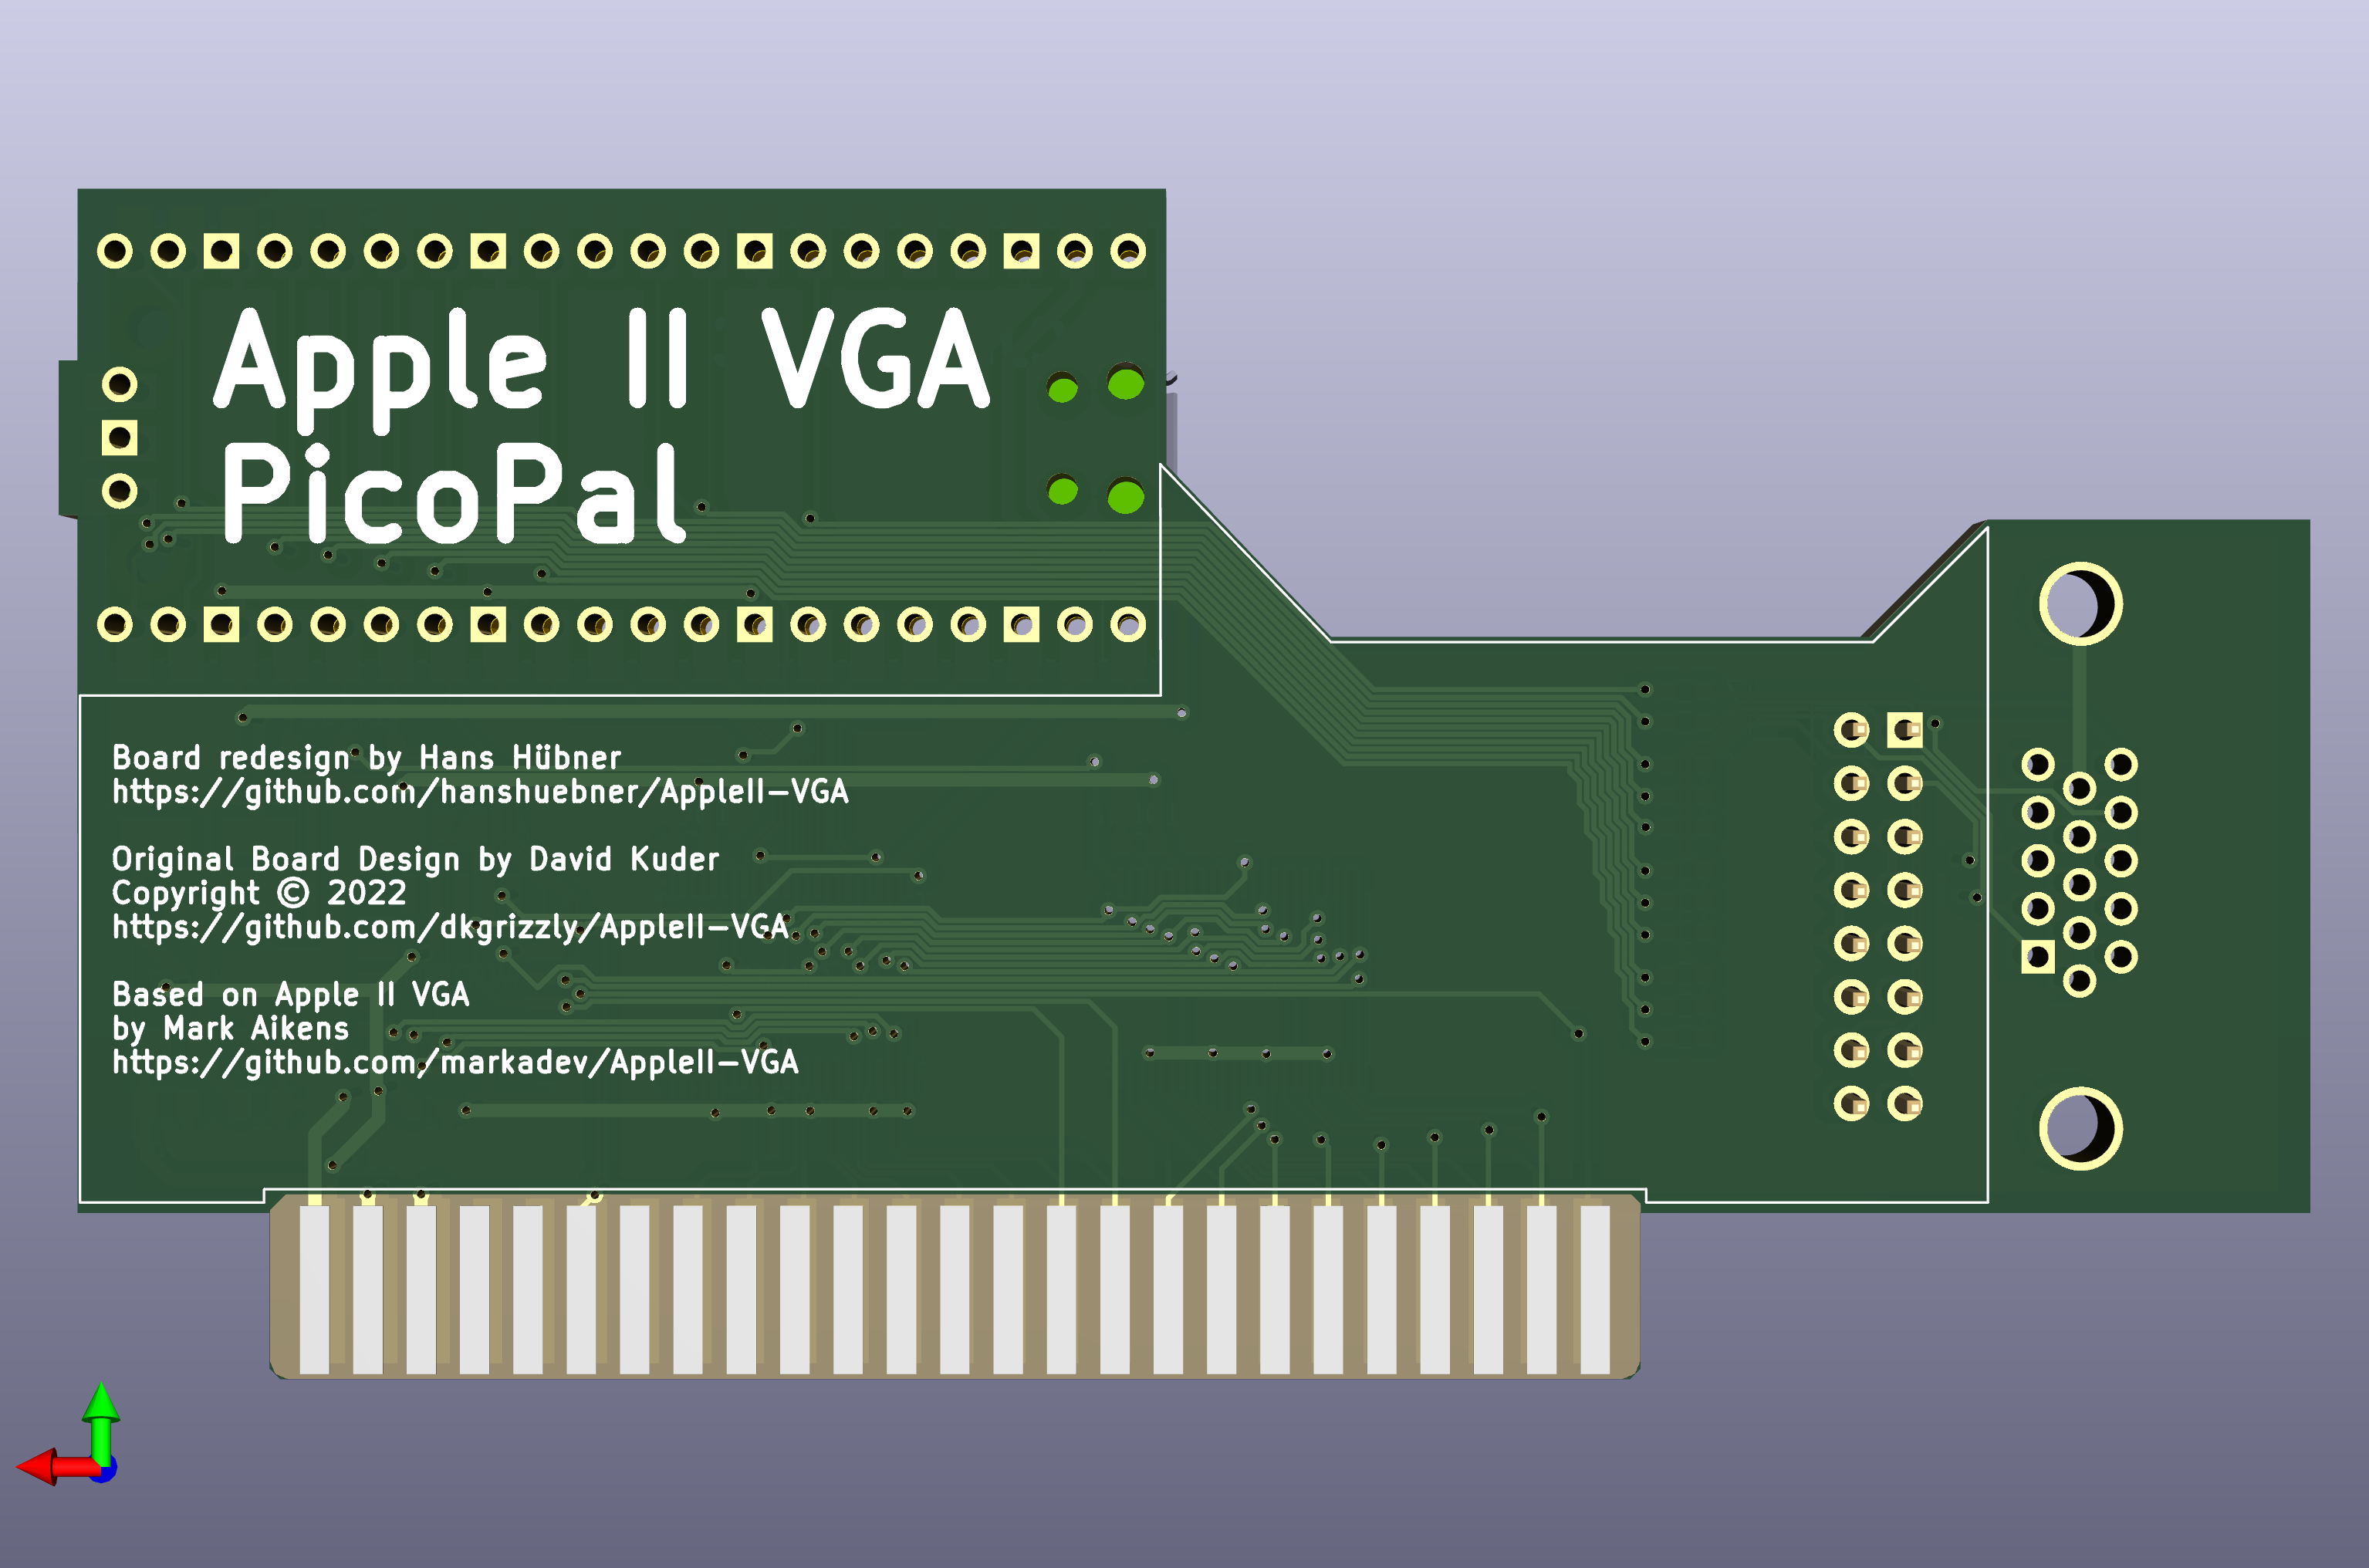 Apple II VGA
PicoPal
Board redesign by Hans Hübner
https://github.com/hanshuebner/AppleII-VGA
Original Board Design by David Kuder
Copyright © 2022
https://github.com/dkgrizzly/AppleII-VGA
Based on Apple II VGA
by Mark Aikens
https://github.com/markadev/AppleII-VGA